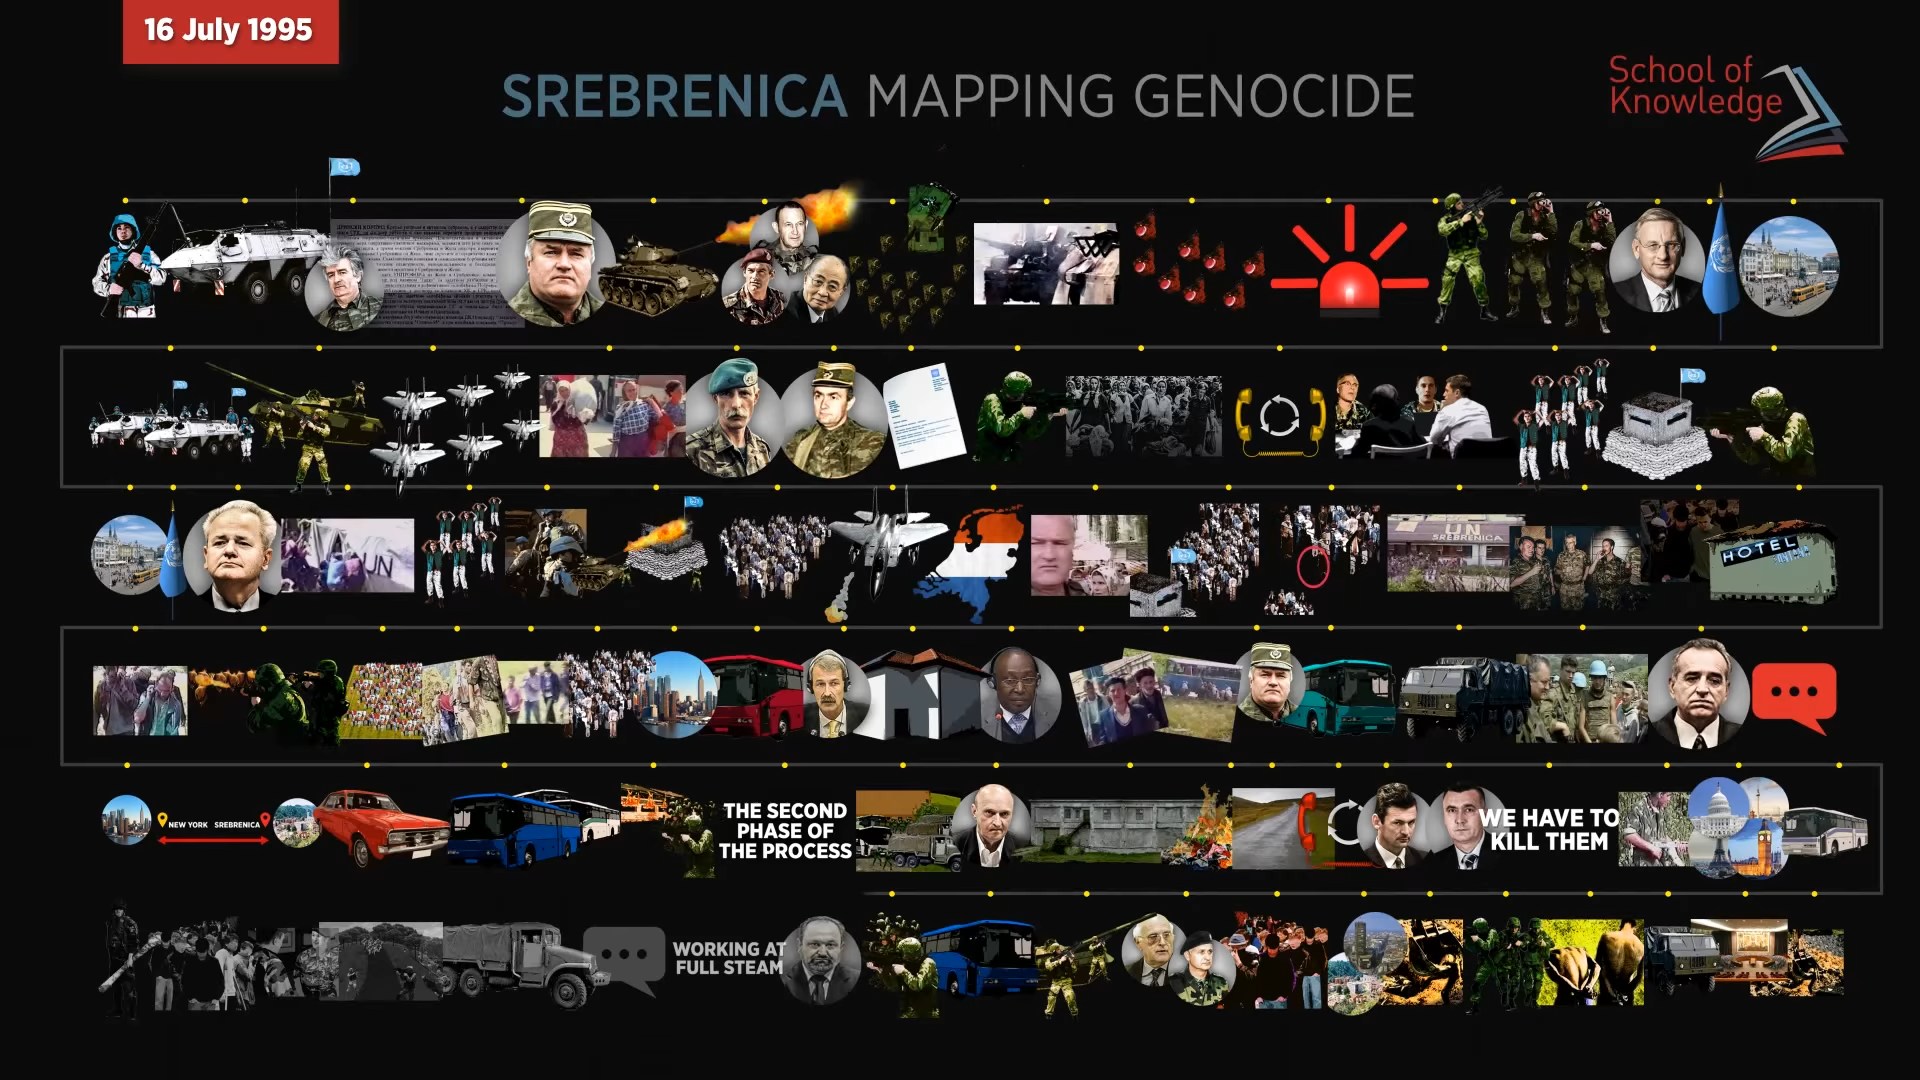 16 July 1995
SREBRENICA MAPPING GENOCIDE
School of
Knowledge
UN
UN
SREBRENICA
HOTEL
NEW YORK SREBRENICA
THE SECOND
PHASE OF
THE PROCESS
WE HAVE TO
KILL THEM
WORKING AT
FULL STEAM